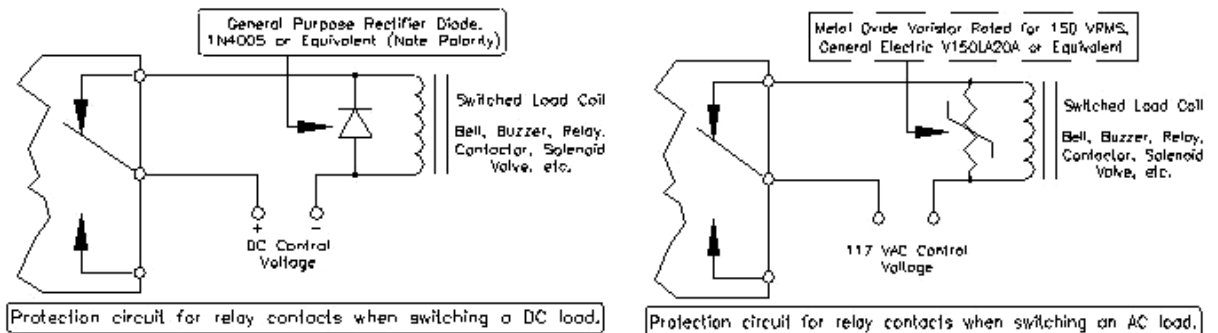 General Purpose Rectifier Diode.
1N4005 or Equivalent (Note Polarity)
Switched Load Coil
Bell, Buzzer, Relay,
Contactor, Solenoid
Valve, etc.
+ −
DC Control
Voltage
Protection circuit for relay contacts when switching a DC load.
Metal Oxide Varistor Rated for 150 VRMS,
General Electric V150LA20A or Equivalent
Switched Load Coil
Bell, Buzzer, Relay,
Contactor, Solenoid
Valve, etc.
117 VAC Control
Voltage
Protection circuit for relay contacts when switching an AC load.